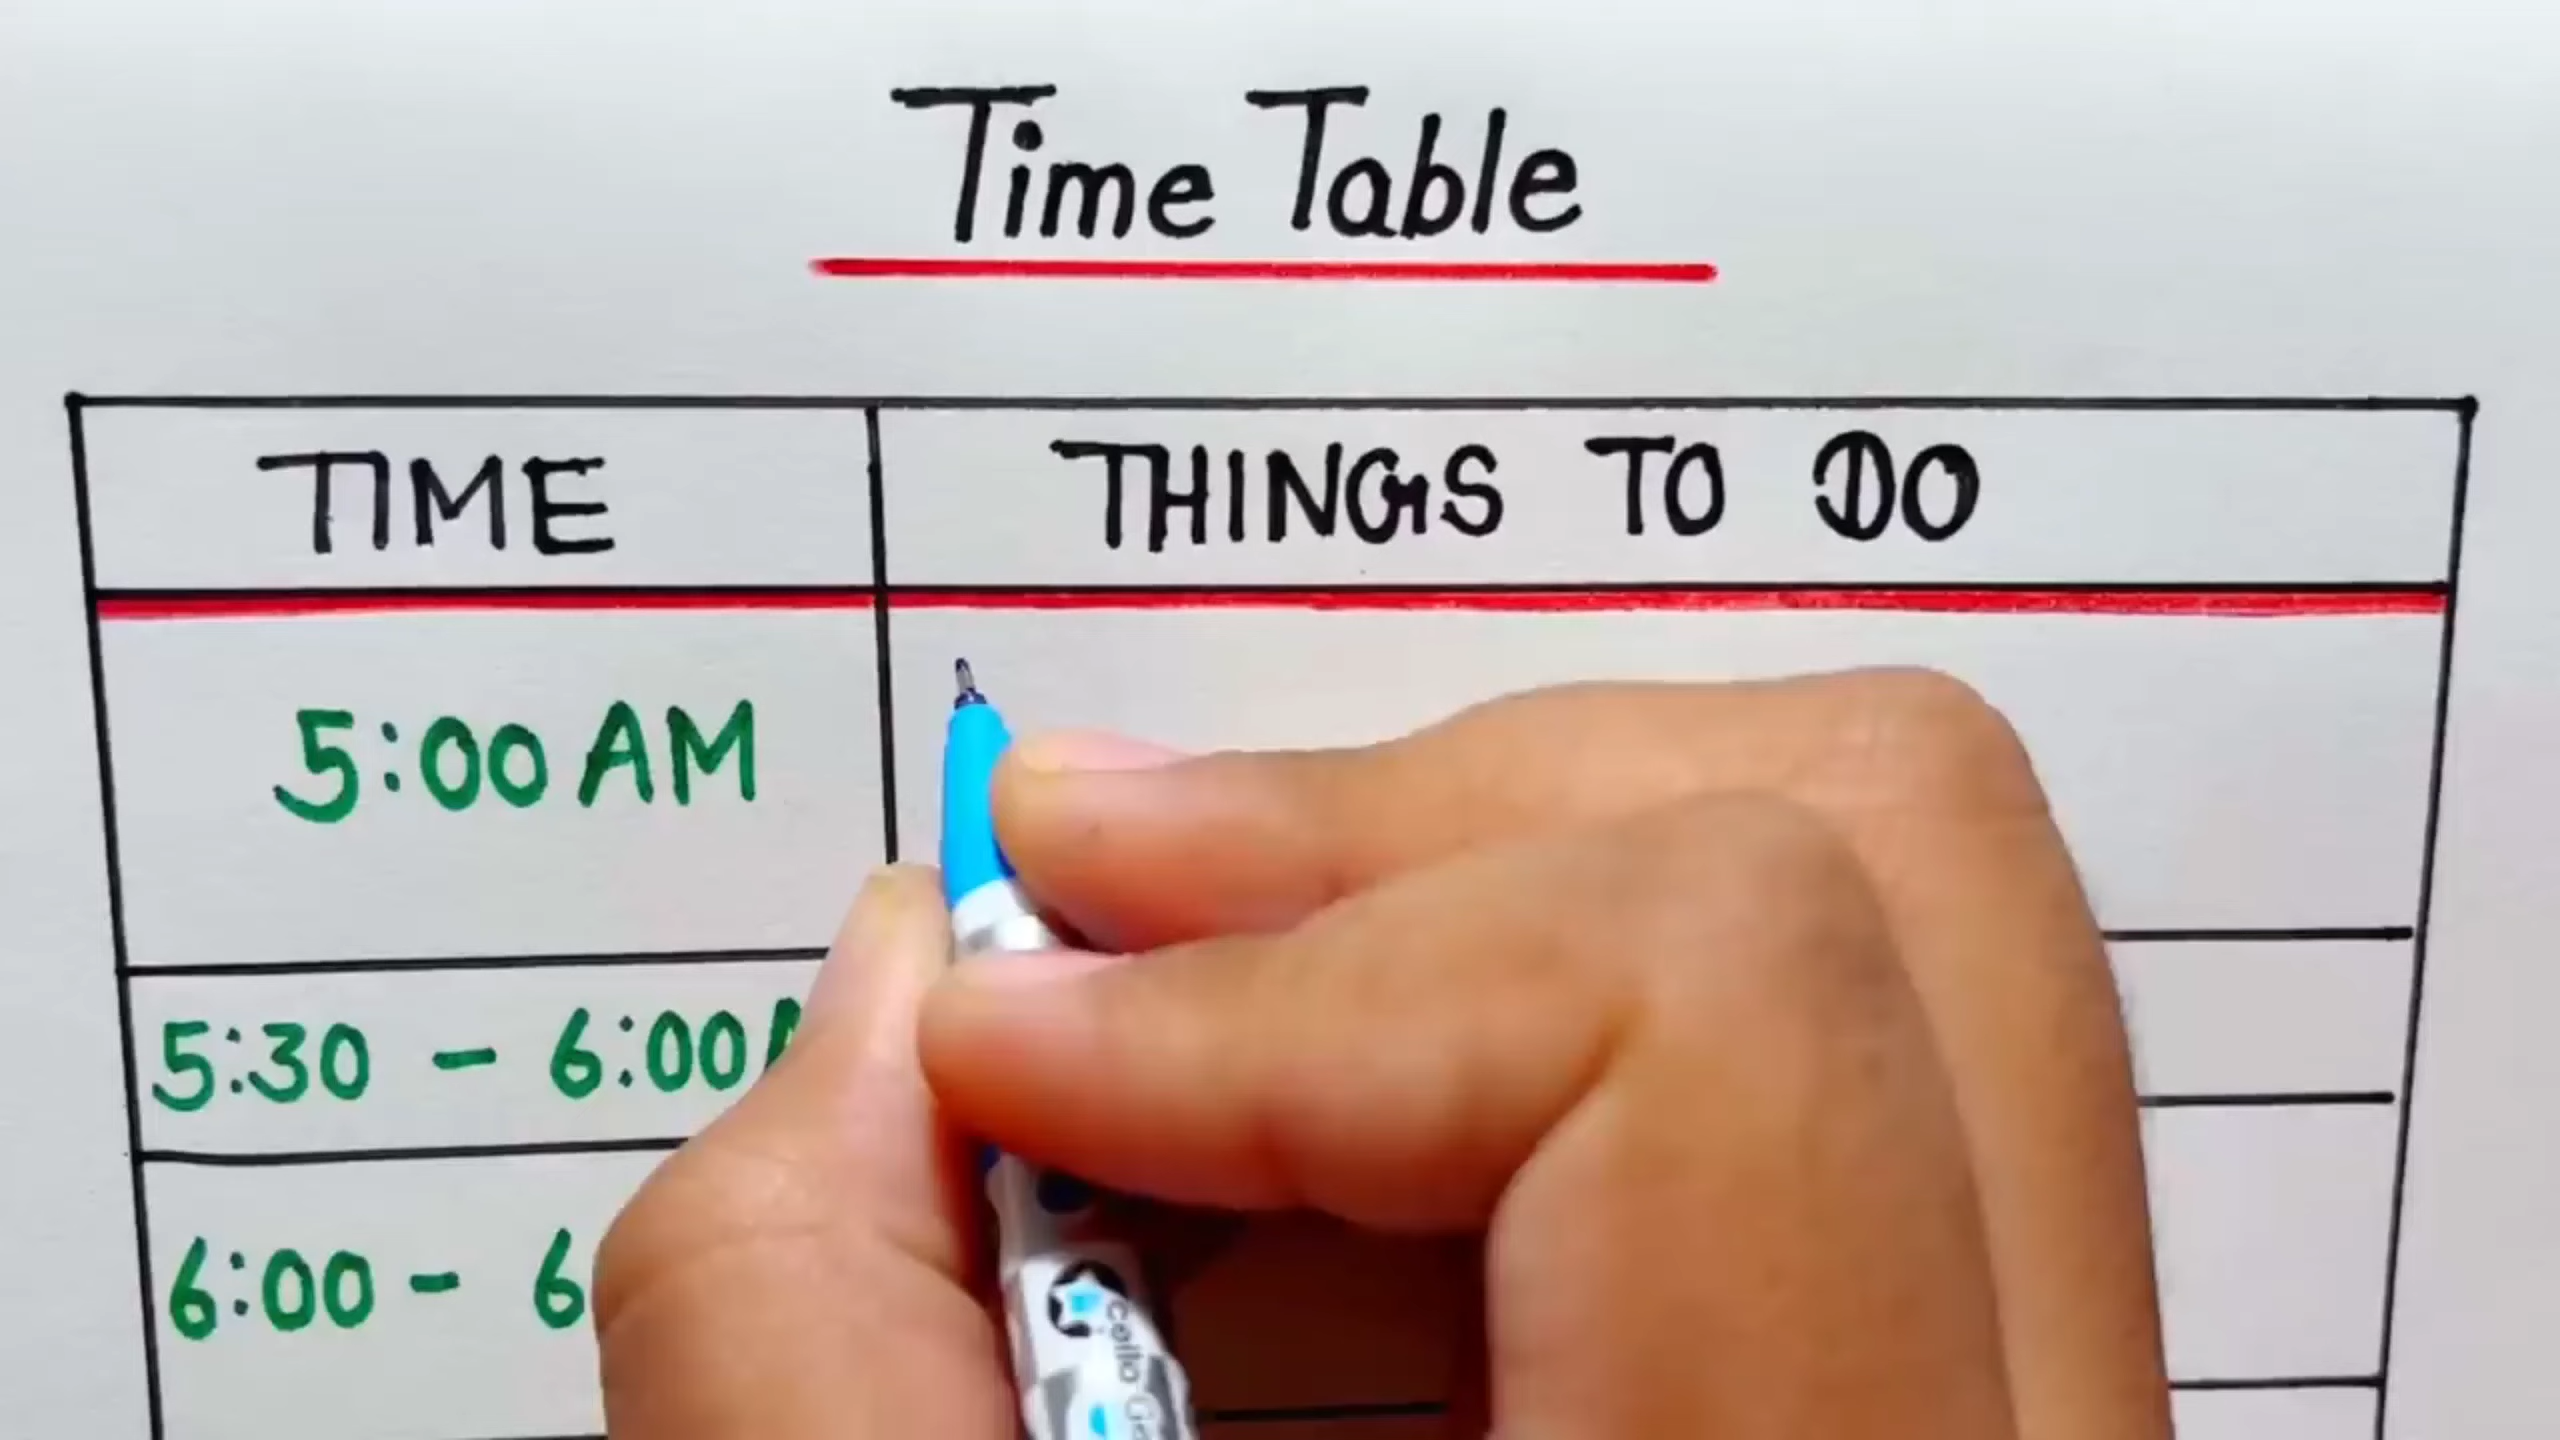 Time Table
TIME THINGS TO DO
5:00 AM
5:30 - 6:00
6:00 - 6
Cello